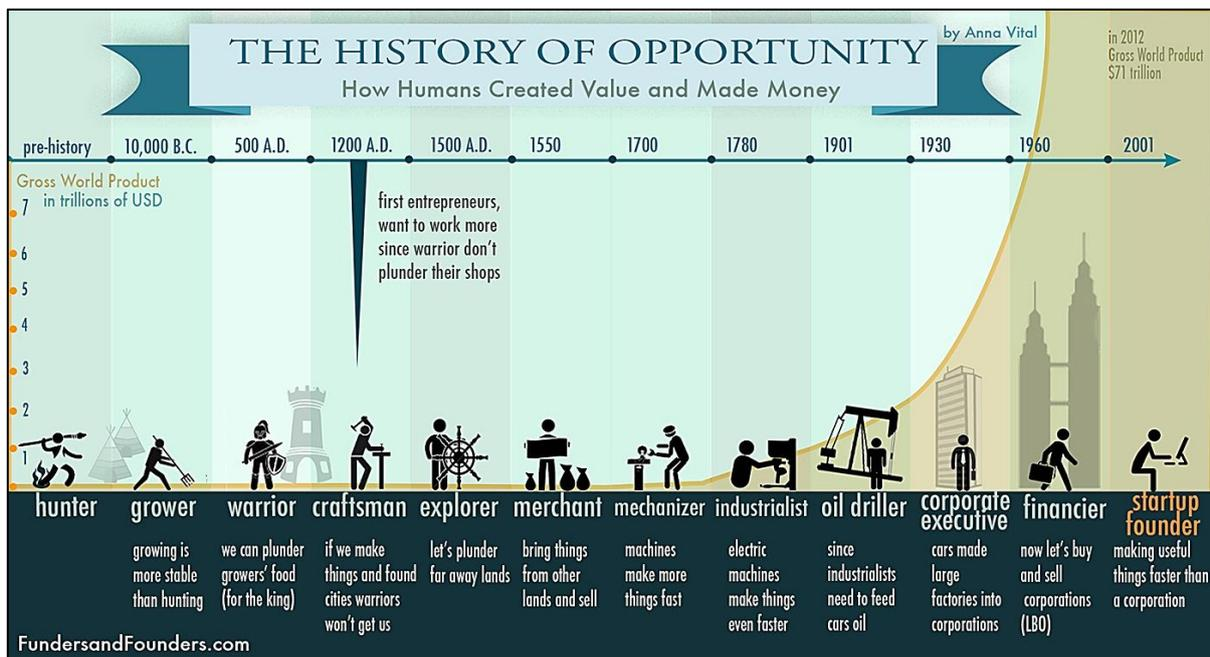 THE HISTORY OF OPPORTUNITY
by Anna Vital
How Humans Created Value and Made Money
in 2012
Gross World Product
$71 trillion
pre-history
10,000 B.C.
500 A.D.
1200 A.D.
1500 A.D.
1550
1700
1780
1901
1930
1960
2001
Gross World Product
in trillions of USD
7
6
5
4
3
2
1
first entrepreneurs,
want to work more
since warrior don't
plunder their shops
hunter
grower
growing is
more stable
than hunting
warrior
we can plunder
growers' food
(for the king)
craftsman
if we make
things and found
cities warriors
won't get us
explorer
let's plunder
far away lands
merchant
bring things
from other
lands and sell
mechanizer
machines
make more
things fast
industrialist
electric
machines
make things
even faster
oil driller
since
industrialists
need to feed
cars oil
corporate
executive
cars made
large
factories into
corporations
financier
now let's buy
and sell
corporations
(LBO)
startup
founder
making useful
things faster than
a corporation
FundersandFounders.com